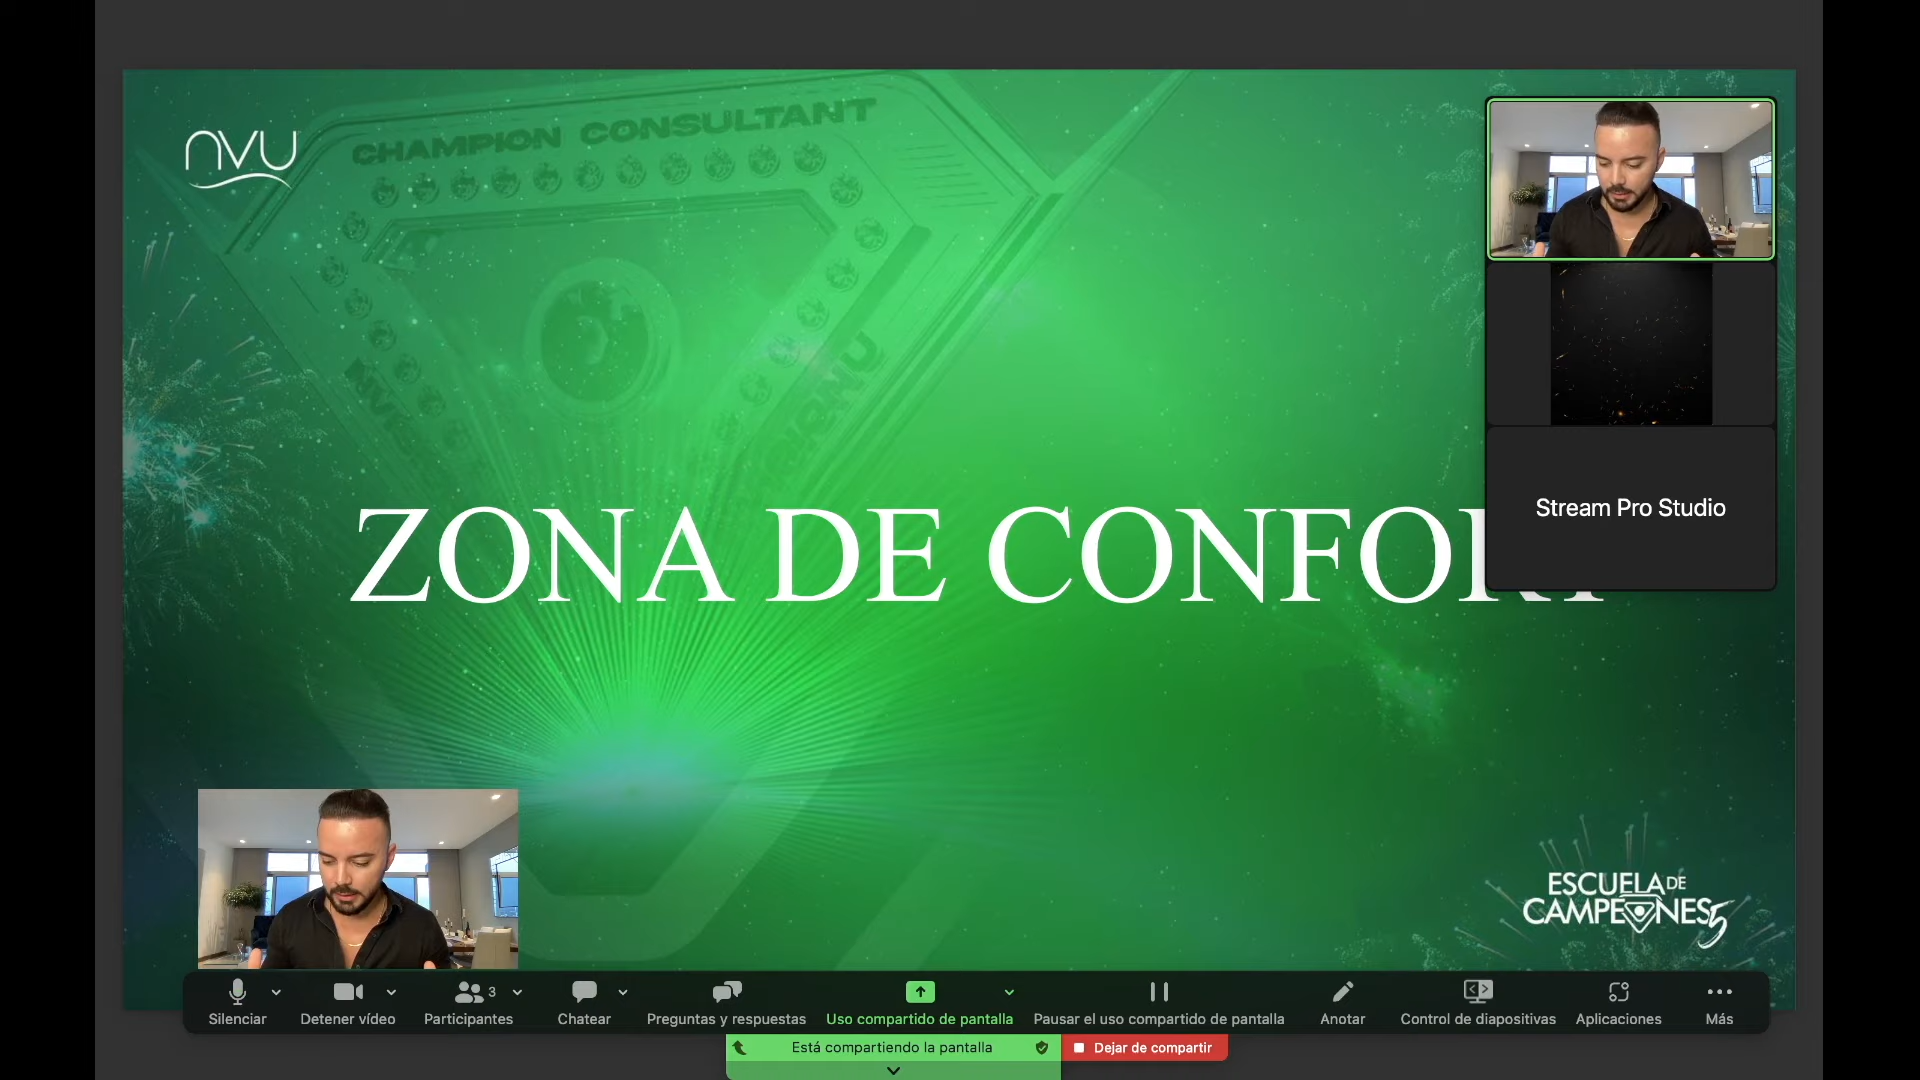 CHAMPION CONSULTANT
nvu
Stream Pro Studio
ZONA DE CONFORT
ESCUELA DE
CAMPEONES 5
3
Silenciar
Detener vídeo
Participantes
Chatear
Preguntas y respuestas
Uso compartido de pantalla
Pausar el uso compartido de pantalla
Anotar
Control de diapositivas
Aplicaciones
Más
Está compartiendo la pantalla
Dejar de compartir